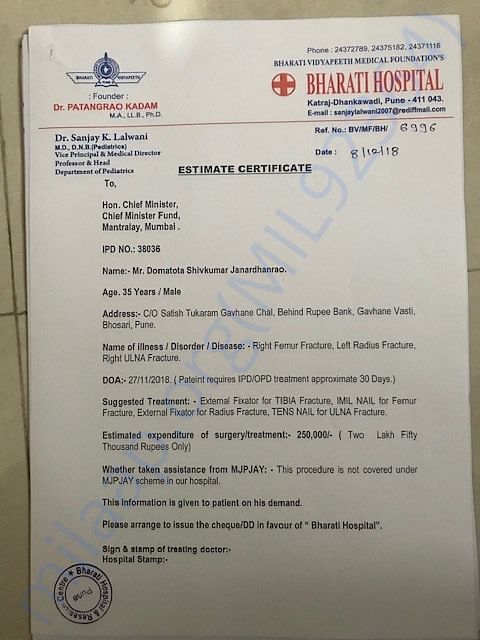 Phone : 24372789, 24375182, 24371116
BHARATI VIDYAPEETH MEDICAL FOUNDATION'S
BHARATI HOSPITAL
Katraj-Dhankawadi, Pune - 411 043.
E-mail : sanjaylalwani2007@rediffmail.com
BHARATI VIDYAPEETH
: Founder :
Dr. PATANGRAO KADAM
M.A., LL.B., Ph.D.
Ref. No.: BV/MF/BH/ 6996
Date : 8/12/18
Dr. Sanjay K. Lalwani
M.D., D.N.B.(Pediatrics)
Vice Principal & Medical Director
Professor & Head
Department of Pediatrics
ESTIMATE CERTIFICATE
To,
Hon. Chief Minister,
Chief Minister Fund,
Mantralay, Mumbai .
IPD NO.: 38036
Name:- Mr. Domatota Shivkumar Janardhanrao.
Age. 35 Years / Male
Address:- C/O Satish Tukaram Gavhane Chal, Behind Rupee Bank, Gavhane Vasti,
Bhosari, Pune.
Name of illness / Disorder / Disease: - Right Femur Fracture, Left Radius Fracture,
Right ULNA Fracture.
DOA:- 27/11/2018. ( Pateint requires IPD/OPD treatment approximate 30 Days.)
Suggested Treatment: - External Fixator for TIBIA Fracture, IMIL NAIL for Femur
Fracture, External Fixator for Radius Fracture, TENS NAIL for ULNA Fracture.
Estimated expenditure of surgery/treatment:- 250,000/- ( Two Lakh Fifty
Thousand Rupees Only)
Whether taken assistance from MJPJAY: - This procedure is not covered under
MJPJAY scheme in our hospital.
This information is given to patient on his demand.
Please arrange to issue the cheque/DD in favour of " Bharati Hospital".
Sign & stamp of treating doctor:-
Hospital Stamp:-
Bharati Hospital & Research Centre
Pune